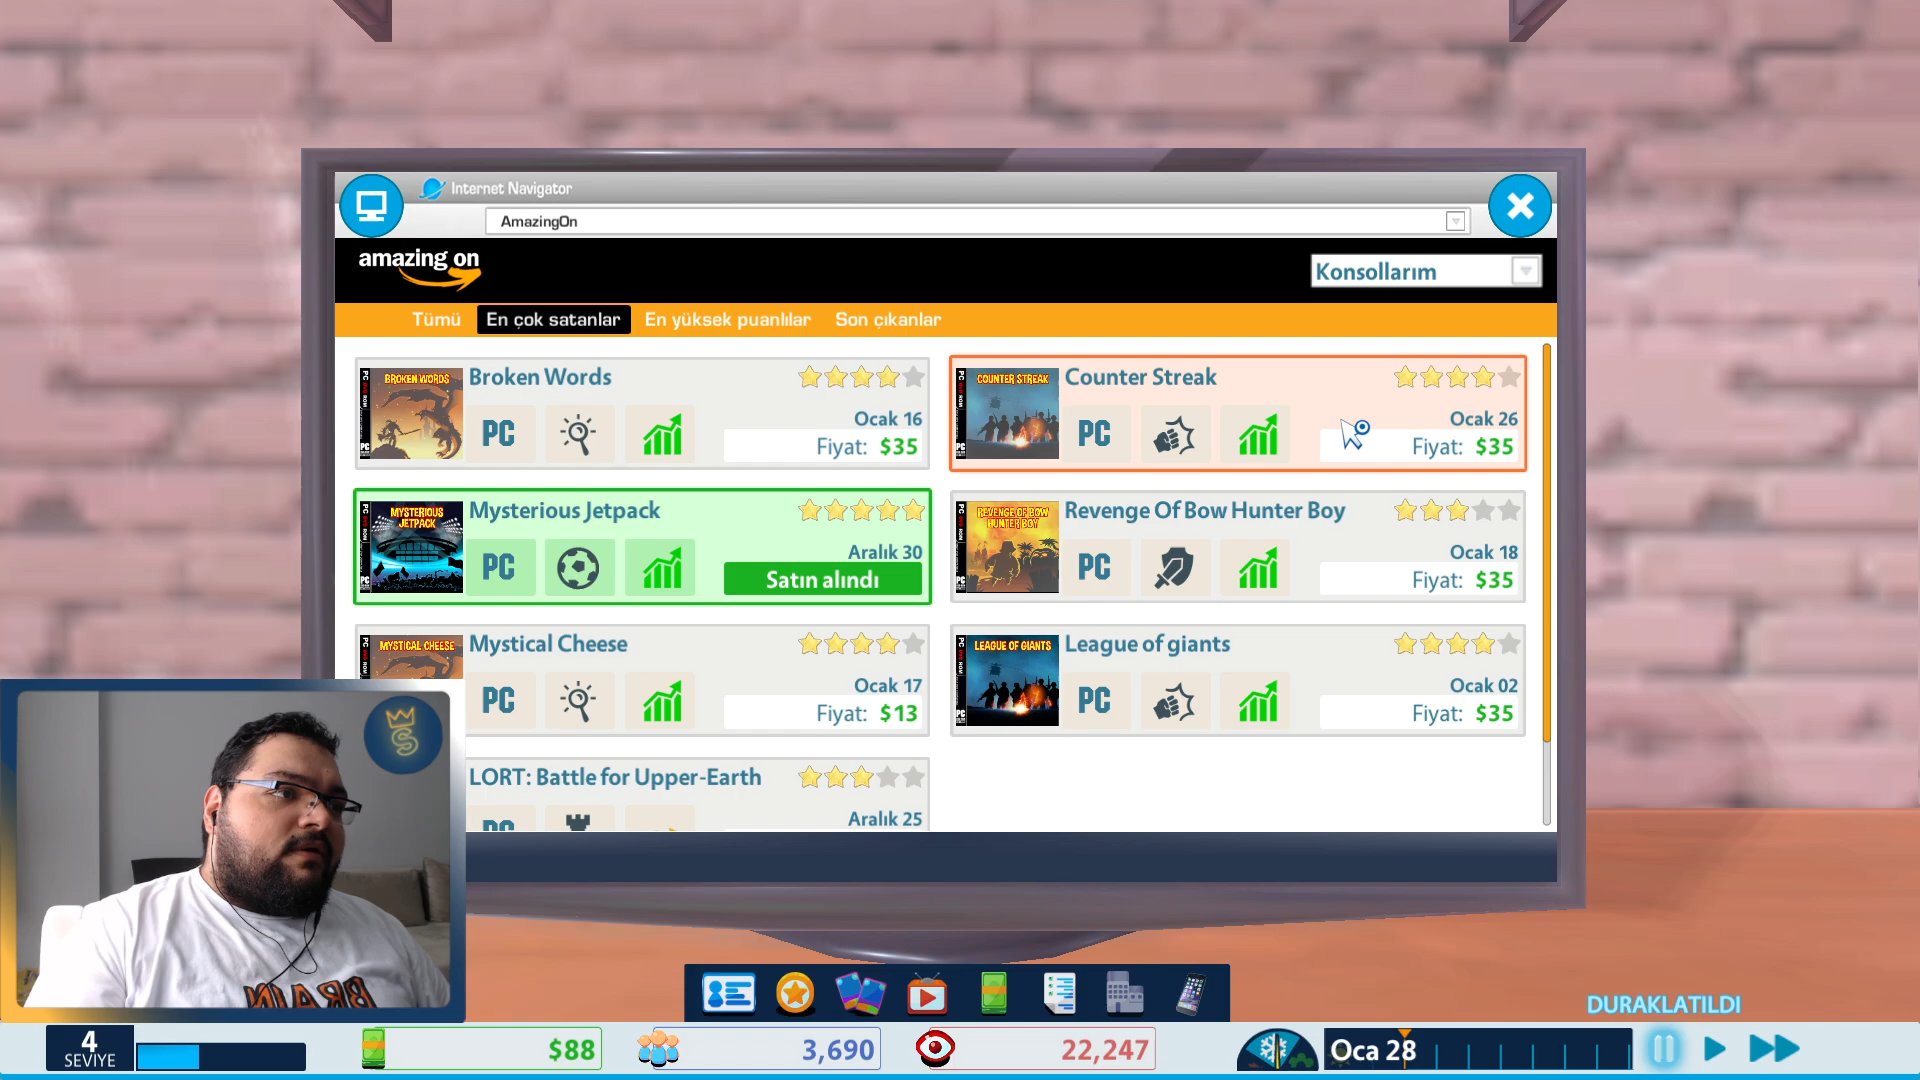 Internet Navigator
AmazingOn
amazing on
Konsollarım
Tümü
En çok satanlar
En yüksek puanlılar
Son çıkanlar
BROKEN WORDS
Broken Words
PC
Ocak 16
Fiyat: $35
COUNTER STREAK
Counter Streak
PC
Ocak 26
Fiyat: $35
MYSTERIOUS
JETPACK
Mysterious Jetpack
PC
Aralık 30
Satın alındı
REVENGE OF BOW
HUNTER BOY
Revenge Of Bow Hunter Boy
PC
Ocak 18
Fiyat: $35
MYSTICAL CHEESE
Mystical Cheese
PC
Ocak 17
Fiyat: $13
LEAGUE OF GIANTS
League of giants
PC
Ocak 02
Fiyat: $35
LORT: Battle for Upper-Earth
PC
Aralık 25
S
BRAIN
DURAKLATILDI
4
SEVİYE
$88
3,690
22,247
Oca 28